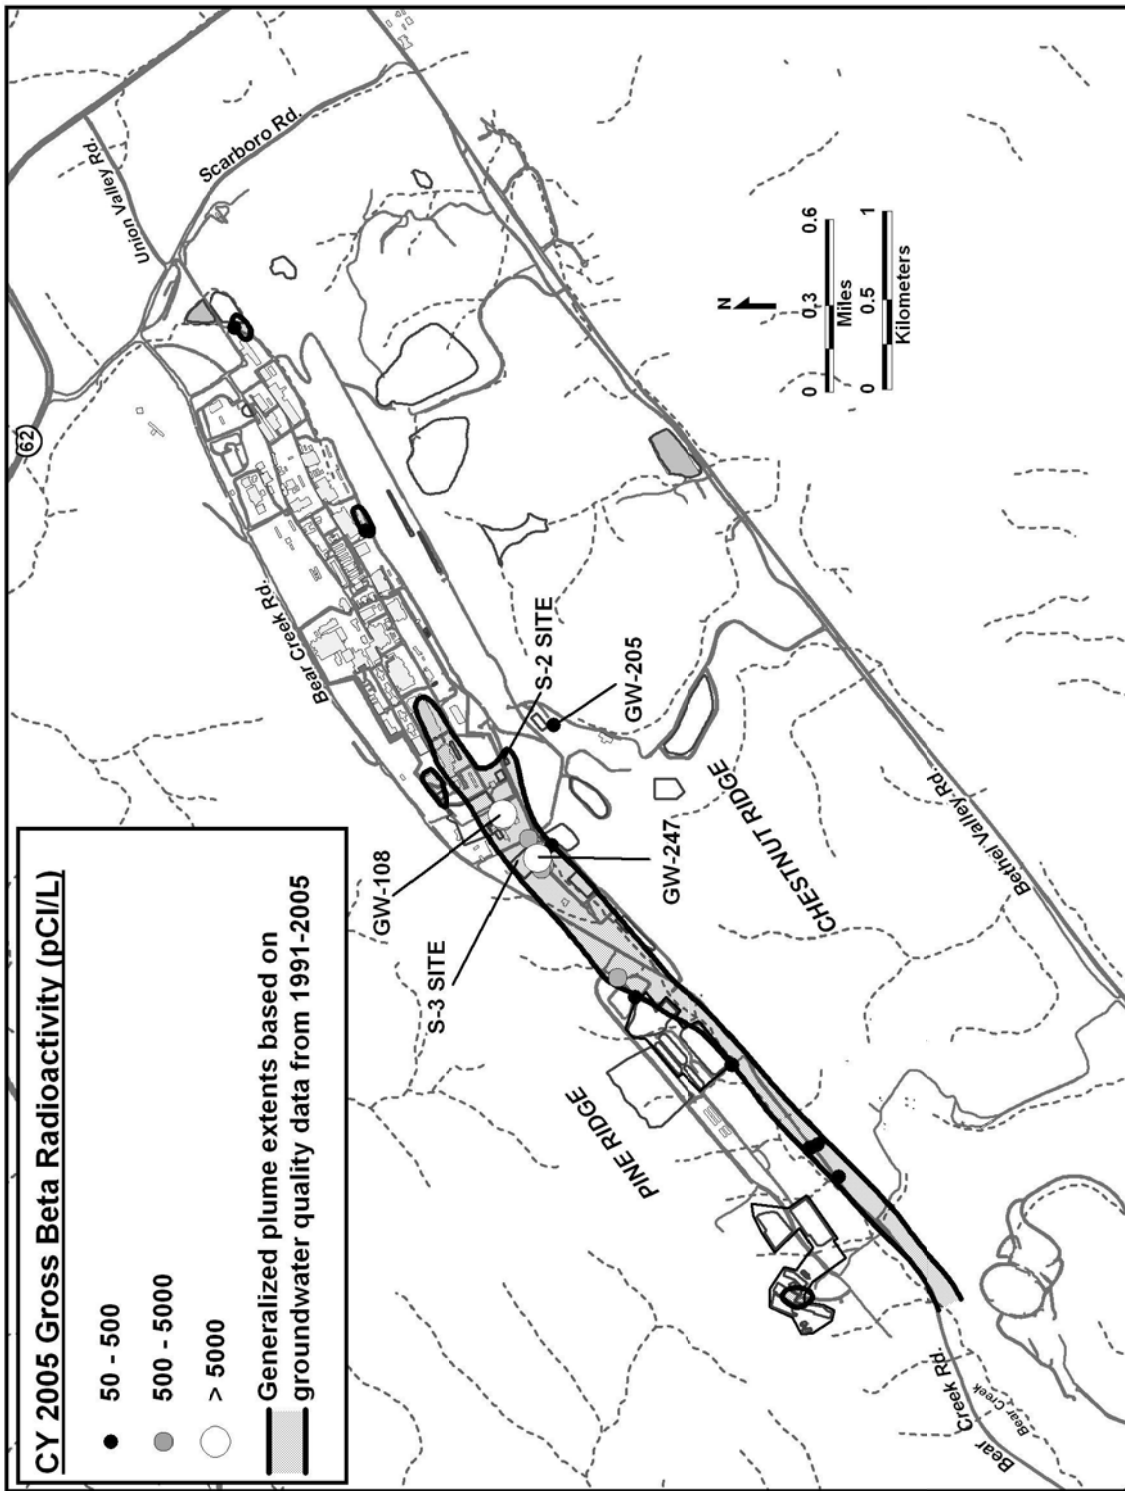 CY 2005 Gross Beta Radioactivity (pCi/L)
50 - 500
500 - 5000
> 5000
Generalized plume extents based on
groundwater quality data from 1991-2005
62
Union Valley Rd.
Scarboro Rd.
Bear Creek Rd.
GW-108
S-3 SITE
S-2 SITE
GW-205
GW-247
PINE RIDGE
CHESTNUT RIDGE
Bethel Valley Rd.
Bear Creek Rd.
Bear Creek
N
0 0.3 0.6
Miles
0 0.5 1
Kilometers